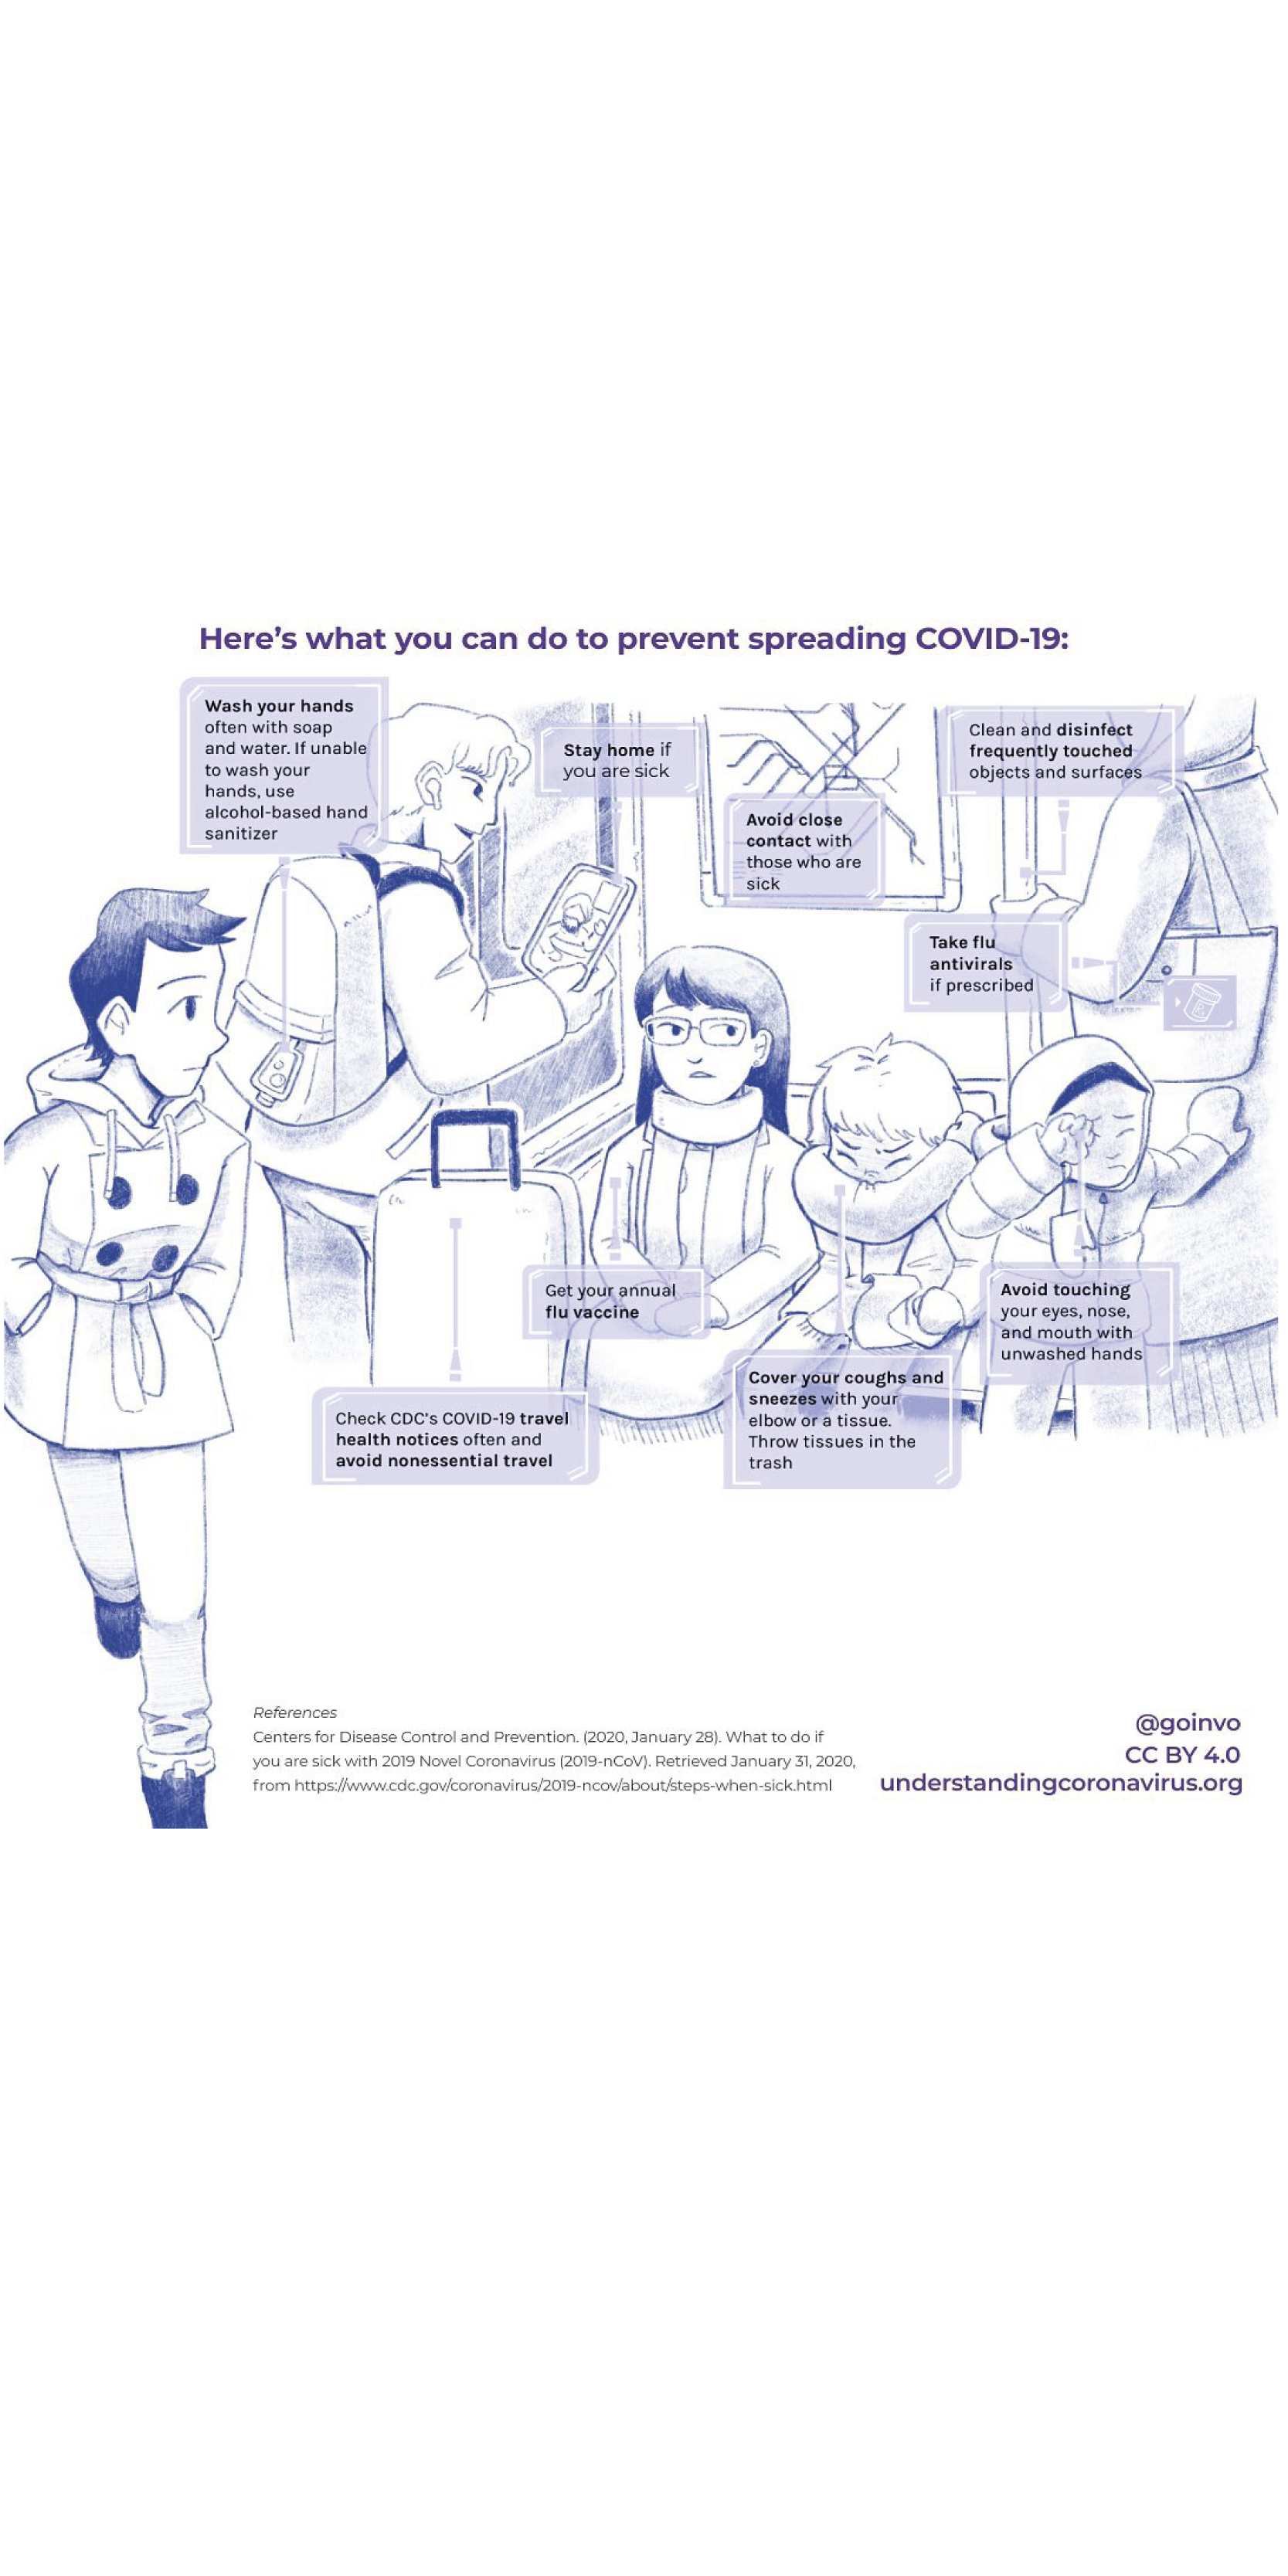 Here’s what you can do to prevent spreading COVID-19:
Wash your hands
often with soap
and water. If unable
to wash your
hands, use
alcohol-based hand
sanitizer
Stay home if
you are sick
Avoid close
contact with
those who are
sick
Clean and disinfect
frequently touched
objects and surfaces
Take flu
antivirals
if prescribed
Get your annual
flu vaccine
Avoid touching
your eyes, nose,
and mouth with
unwashed hands
Cover your coughs and
sneezes with your
elbow or a tissue.
Throw tissues in the
trash
Check CDC’s COVID-19 travel
health notices often and
avoid nonessential travel
References
Centers for Disease Control and Prevention. (2020, January 28). What to do if
you are sick with 2019 Novel Coronavirus (2019-nCoV). Retrieved January 31, 2020,
from https://www.cdc.gov/coronavirus/2019-ncov/about/steps-when-sick.html
@goinvo
CC BY 4.0
understandingcoronavirus.org